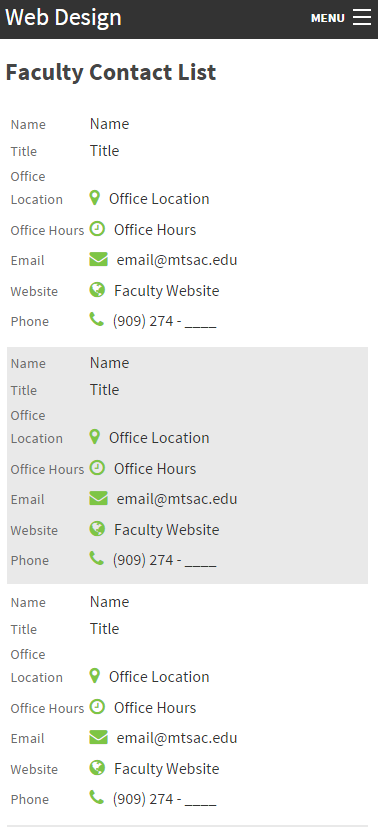 Web Design MENU
Faculty Contact List
Name Name
Title Title
Office
Location Office Location
Office Hours Office Hours
Email email@mtsac.edu
Website Faculty Website
Phone (909) 274 - ____
Name Name
Title Title
Office
Location Office Location
Office Hours Office Hours
Email email@mtsac.edu
Website Faculty Website
Phone (909) 274 - ____
Name Name
Title Title
Office
Location Office Location
Office Hours Office Hours
Email email@mtsac.edu
Website Faculty Website
Phone (909) 274 - ____